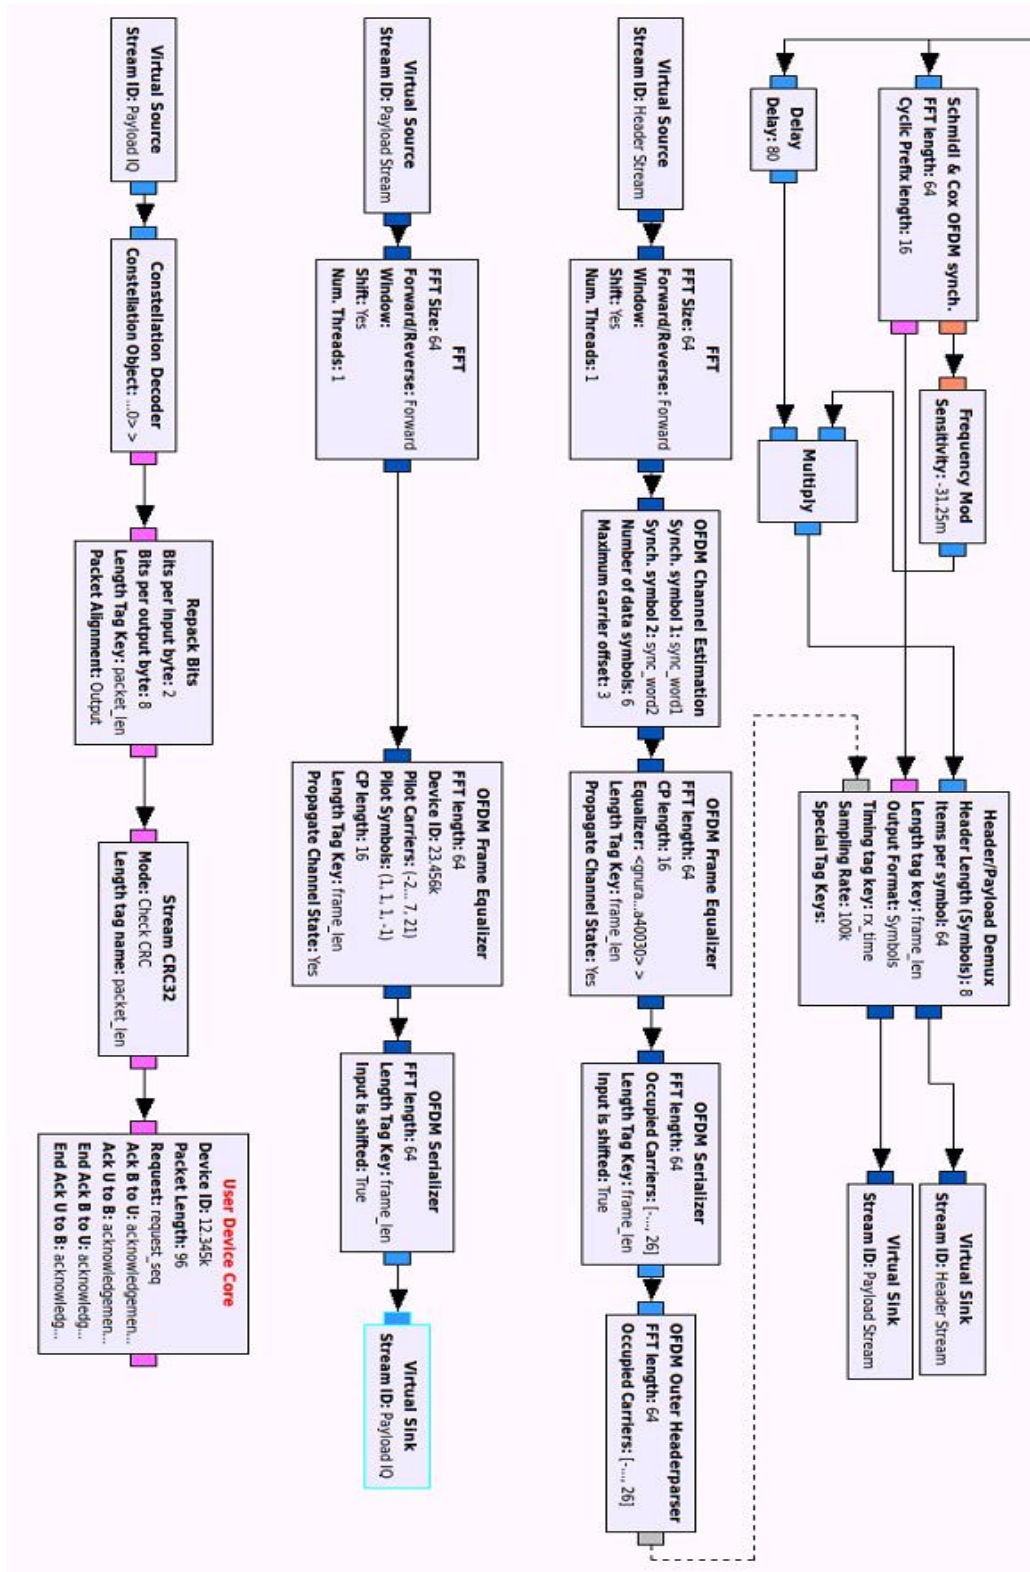 Schmidl & Cox OFDM synch.
FFT length: 64
Cyclic Prefix length: 16
Frequency Mod
Sensitivity: -31.25m
Delay
Delay: 80
Multiply
Header/Payload Demux
Header Length (Symbols): 8
Items per symbol: 64
Length tag key: frame_len
Output Format: Symbols
Timing tag key: rx_time
Sampling Rate: 100k
Special Tag Keys:
Virtual Sink
Stream ID: Header Stream
Virtual Sink
Stream ID: Payload Stream
Virtual Source
Stream ID: Header Stream
FFT
FFT Size: 64
Forward/Reverse: Forward
Window:
Shift: Yes
Num. Threads: 1
OFDM Channel Estimation
Synch. symbol 1: sync_word1
Synch. symbol 2: sync_word2
Number of data symbols: 6
Maximum carrier offset: 3
OFDM Frame Equalizer
FFT length: 64
CP length: 16
Equalizer: <gnura...a40030> >
Length Tag Key: frame_len
Propagate Channel State: Yes
OFDM Serializer
FFT length: 64
Occupied Carriers: [-..., 26]
Length Tag Key: frame_len
Input is shifted: True
OFDM Outer Headerparser
FFT length: 64
Occupied Carriers: [-..., 26]
Virtual Source
Stream ID: Payload Stream
FFT
FFT Size: 64
Forward/Reverse: Forward
Window:
Shift: Yes
Num. Threads: 1
OFDM Frame Equalizer
FFT length: 64
Device ID: 23.456k
Pilot Carriers: (-2... 7, 21)
Pilot Symbols: (1, 1, 1, -1)
CP length: 16
Length Tag Key: frame_len
Propagate Channel State: Yes
OFDM Serializer
FFT length: 64
Length Tag Key: frame_len
Input is shifted: True
Virtual Sink
Stream ID: Payload IQ
Virtual Source
Stream ID: Payload IQ
Constellation Decoder
Constellation Object: ...0> >
Repack Bits
Bits per input byte: 2
Bits per output byte: 8
Length Tag Key: packet_len
Packet Alignment: Output
Stream CRC32
Mode: Check CRC
Length tag name: packet_len
User Device Core
Device ID: 12.345k
Packet Length: 96
Request: request_seq
Ack B to U: acknowledgemen...
Ack U to B: acknowledgemen...
End Ack B to U: acknowledg...
End Ack U to B: acknowledg...